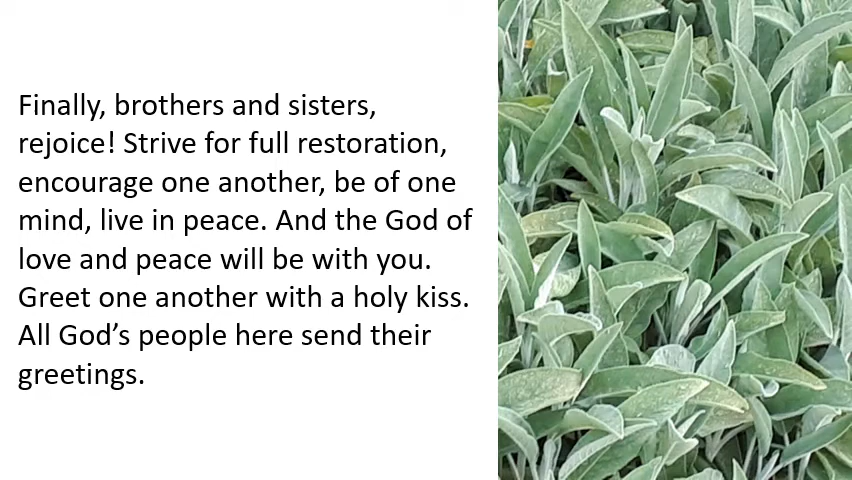 Finally, brothers and sisters,
rejoice! Strive for full restoration,
encourage one another, be of one
mind, live in peace. And the God of
love and peace will be with you.
Greet one another with a holy kiss.
All God’s people here send their
greetings.